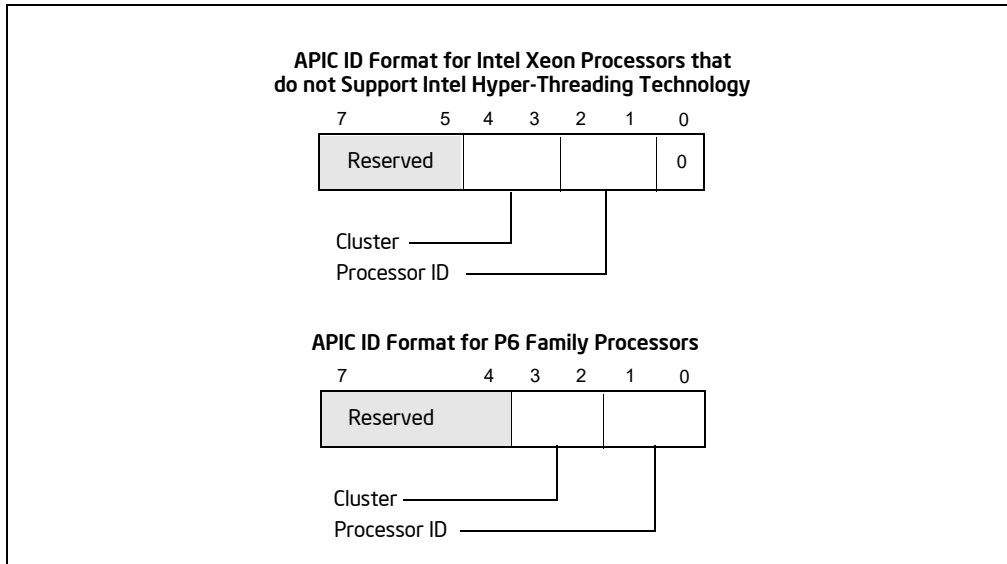 APIC ID Format for Intel Xeon Processors that
do not Support Intel Hyper-Threading Technology
7 5 4 3 2 1 0
Reserved 0
Cluster
Processor ID
APIC ID Format for P6 Family Processors
7 4 3 2 1 0
Reserved
Cluster
Processor ID